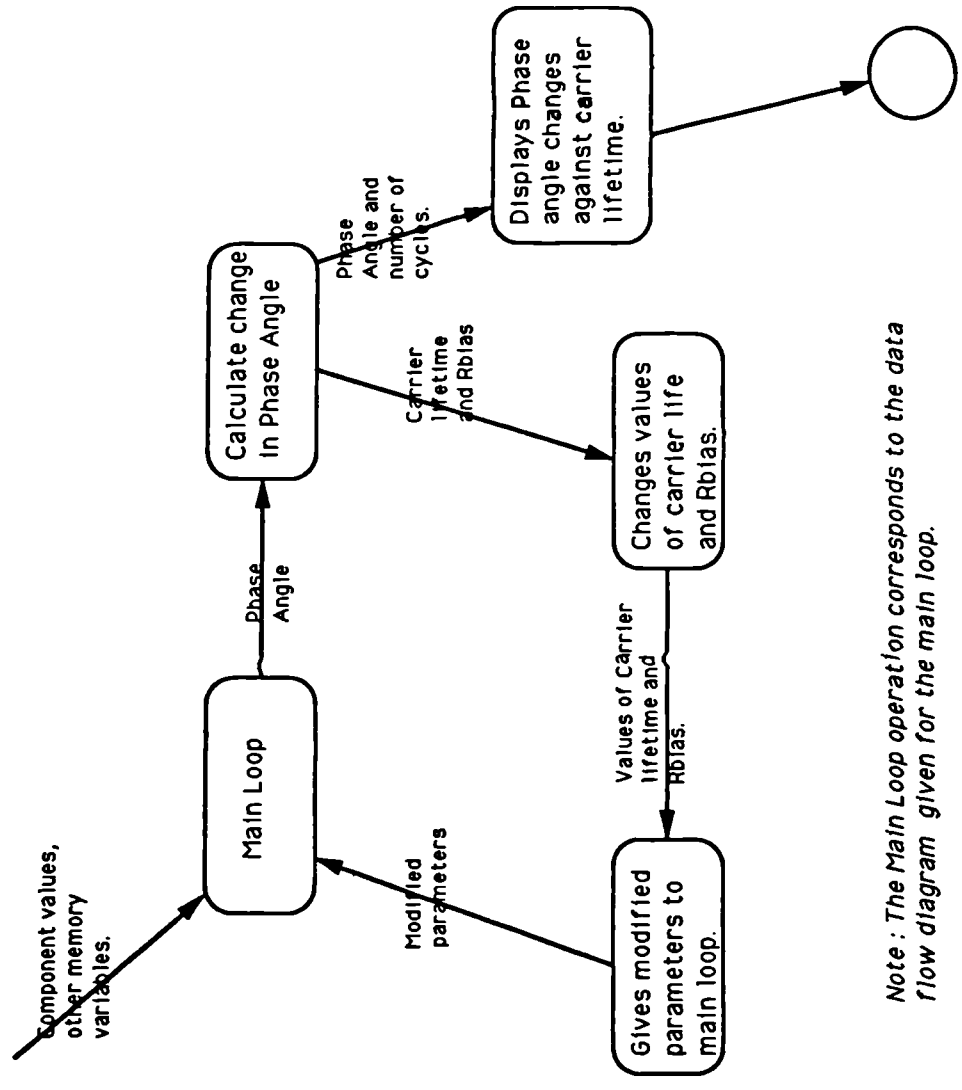 Component values,
other memory
variables.
Main Loop
Phase
Angle
Calculate change
in Phase Angle
Phase
Angle and
number of
cycles.
Displays Phase
angle changes
against carrier
lifetime.
Carrier
lifetime
and Rbias
Changes values
of carrier life
and Rbias.
Values of Carrier
lifetime and
Rbias.
Gives modified
parameters to
main loop.
Modified
parameters
Note : The Main Loop operation corresponds to the data
flow diagram given for the main loop.